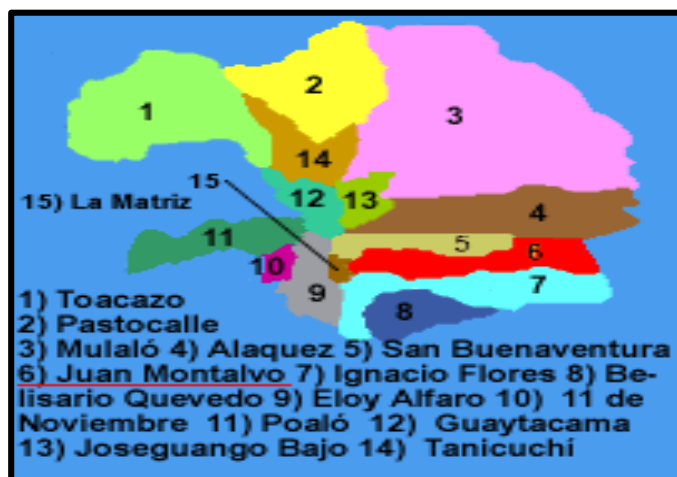 1
2
3
14
15
12
13
15) La Matriz
4
11
5
6
10
7
9
8
1) Toacazo
2) Pastocalle
3) Mulaló 4) Alaquez 5) San Buenaventura
6) Juan Montalvo 7) Ignacio Flores 8) Be-
lisario Quevedo 9) Eloy Alfaro 10) 11 de
Noviembre 11) Poaló 12) Guaytacama
13) Joseguango Bajo 14) Tanicuchí